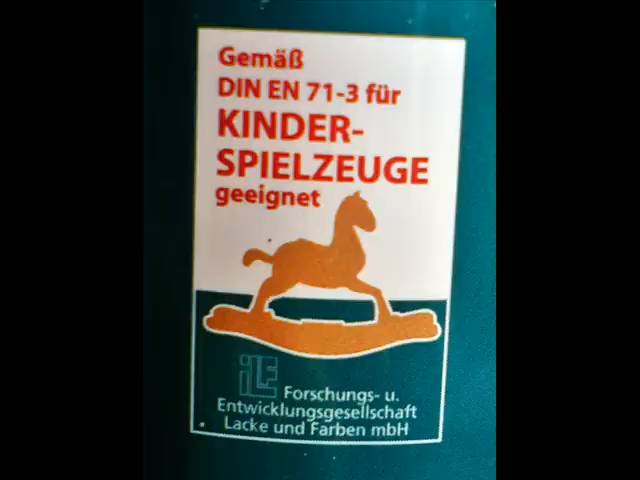 Gemäß
DIN EN 71-3 für
KINDER-
SPIELZEUGE
geeignet
iLF Forschungs- u.
Entwicklungsgesellschaft
Lacke und Farben mbH